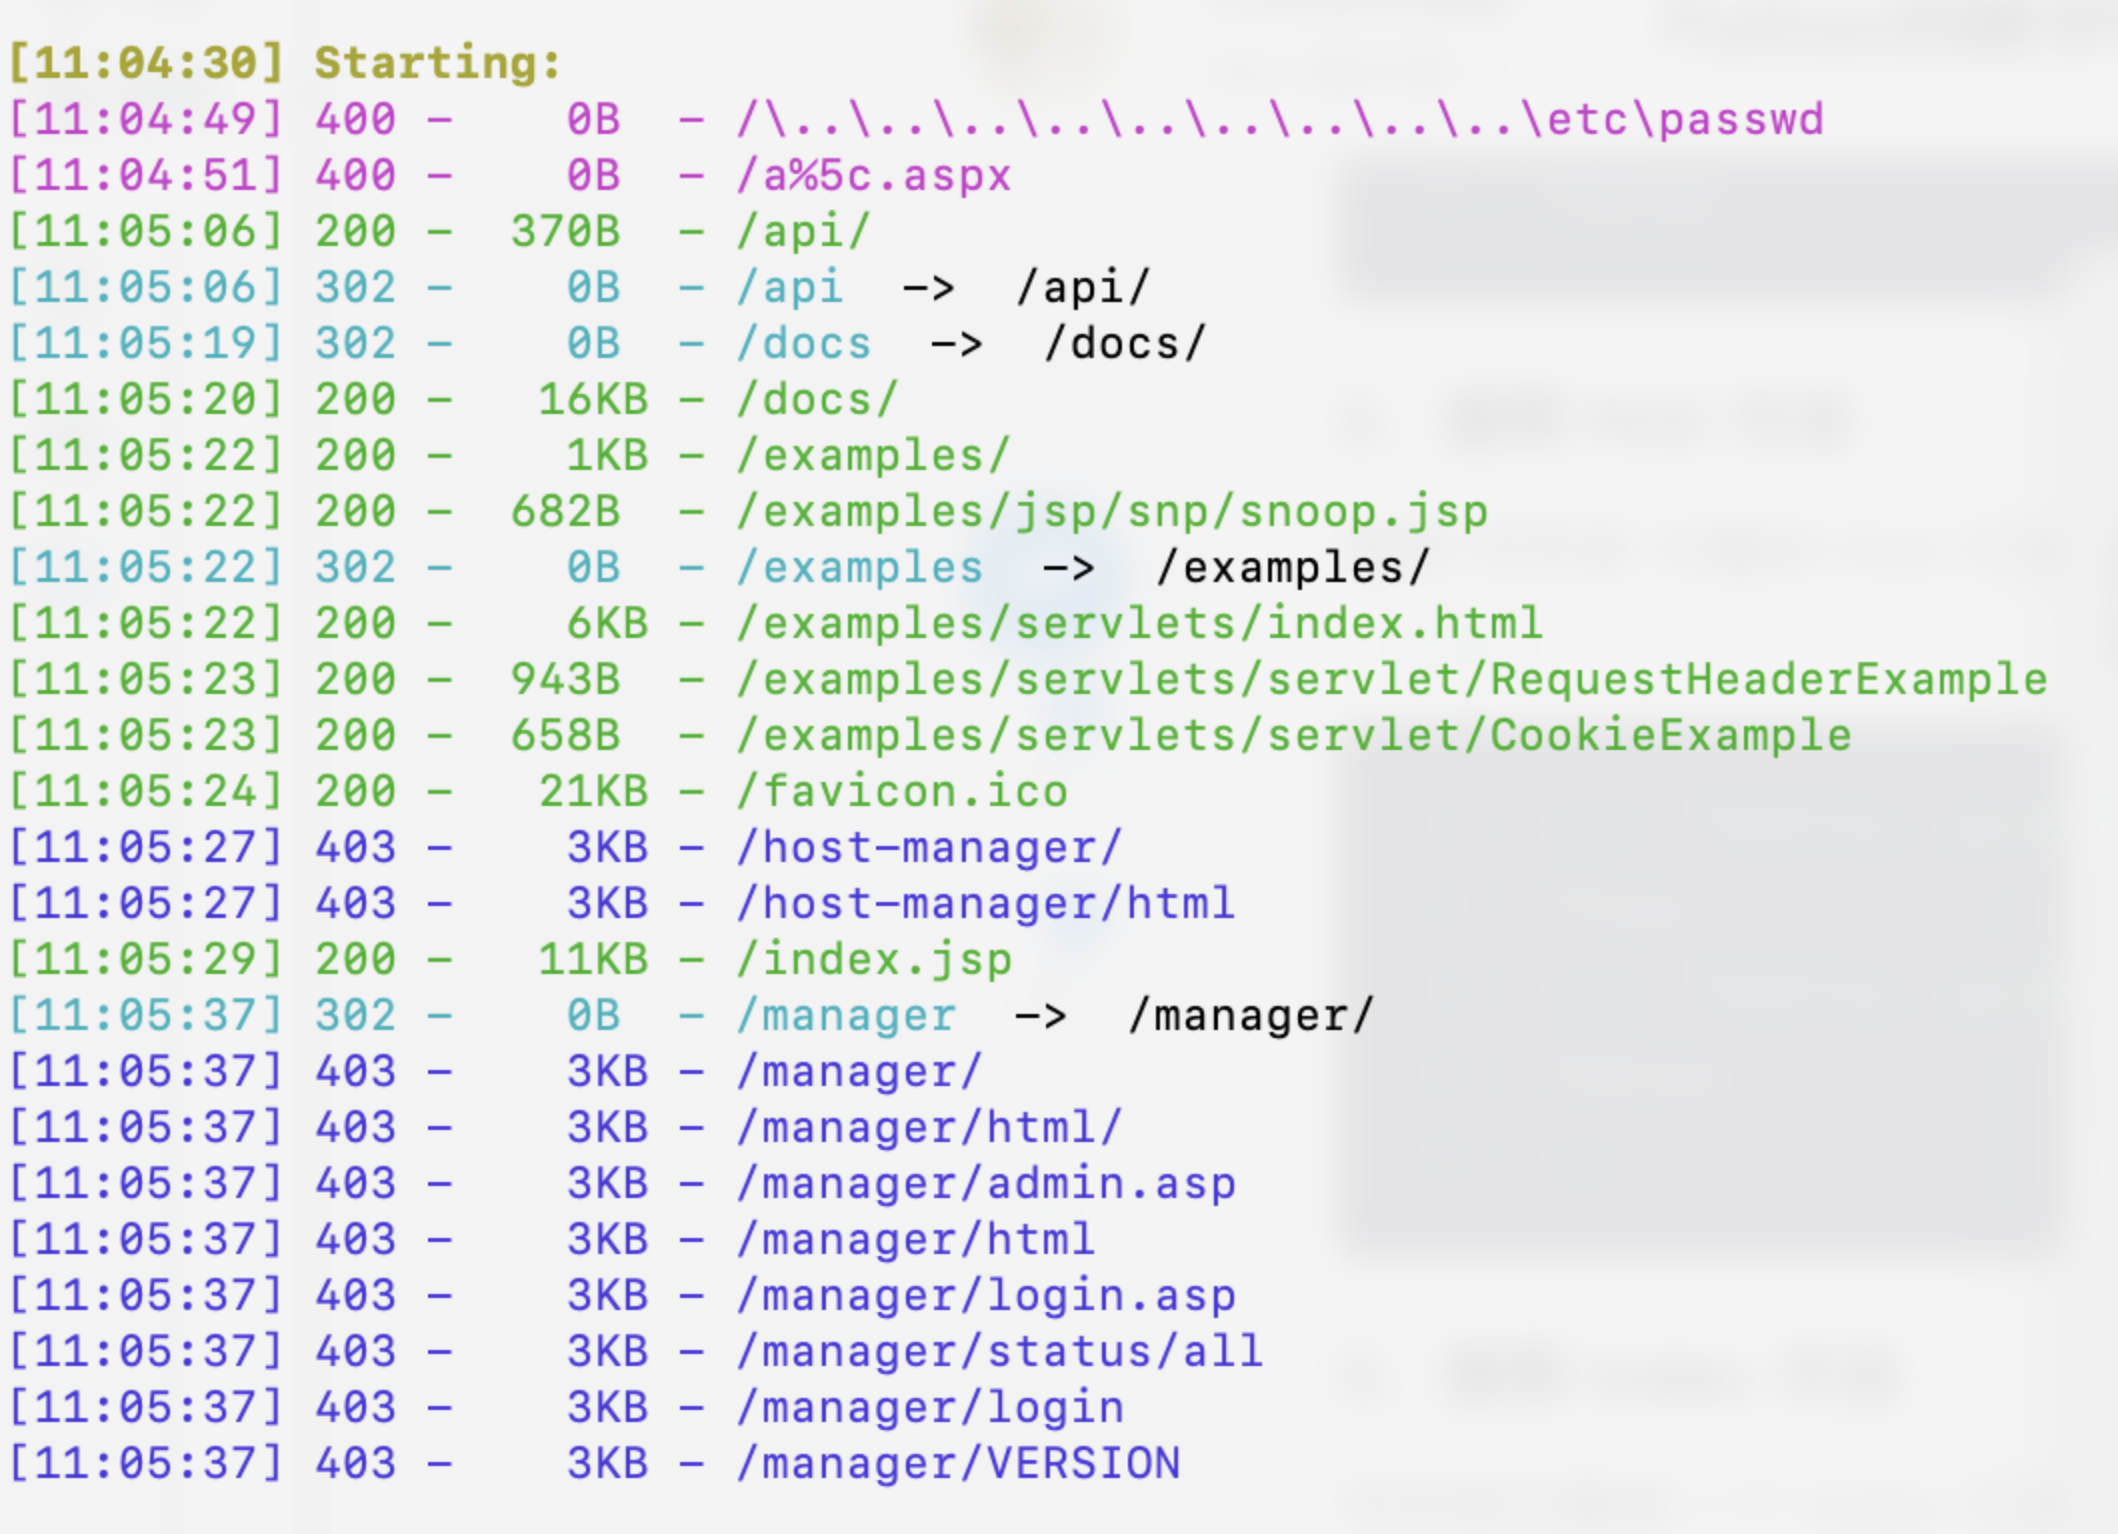 [11:04:30] Starting:
[11:04:49] 400 -     0B  - /\..\..\..\..\..\..\..\..\..\etc\passwd
[11:04:51] 400 -     0B  - /a%5c.aspx
[11:05:06] 200 -   370B  - /api/
[11:05:06] 302 -     0B  - /api  ->  /api/
[11:05:19] 302 -     0B  - /docs  ->  /docs/
[11:05:20] 200 -    16KB - /docs/
[11:05:22] 200 -     1KB - /examples/
[11:05:22] 200 -   682B  - /examples/jsp/snp/snoop.jsp
[11:05:22] 302 -     0B  - /examples  ->  /examples/
[11:05:22] 200 -     6KB - /examples/servlets/index.html
[11:05:23] 200 -   943B  - /examples/servlets/servlet/RequestHeaderExample
[11:05:23] 200 -   658B  - /examples/servlets/servlet/CookieExample
[11:05:24] 200 -    21KB - /favicon.ico
[11:05:27] 403 -     3KB - /host-manager/
[11:05:27] 403 -     3KB - /host-manager/html
[11:05:29] 200 -    11KB - /index.jsp
[11:05:37] 302 -     0B  - /manager  ->  /manager/
[11:05:37] 403 -     3KB - /manager/
[11:05:37] 403 -     3KB - /manager/html/
[11:05:37] 403 -     3KB - /manager/admin.asp
[11:05:37] 403 -     3KB - /manager/html
[11:05:37] 403 -     3KB - /manager/login.asp
[11:05:37] 403 -     3KB - /manager/status/all
[11:05:37] 403 -     3KB - /manager/login
[11:05:37] 403 -     3KB - /manager/VERSION